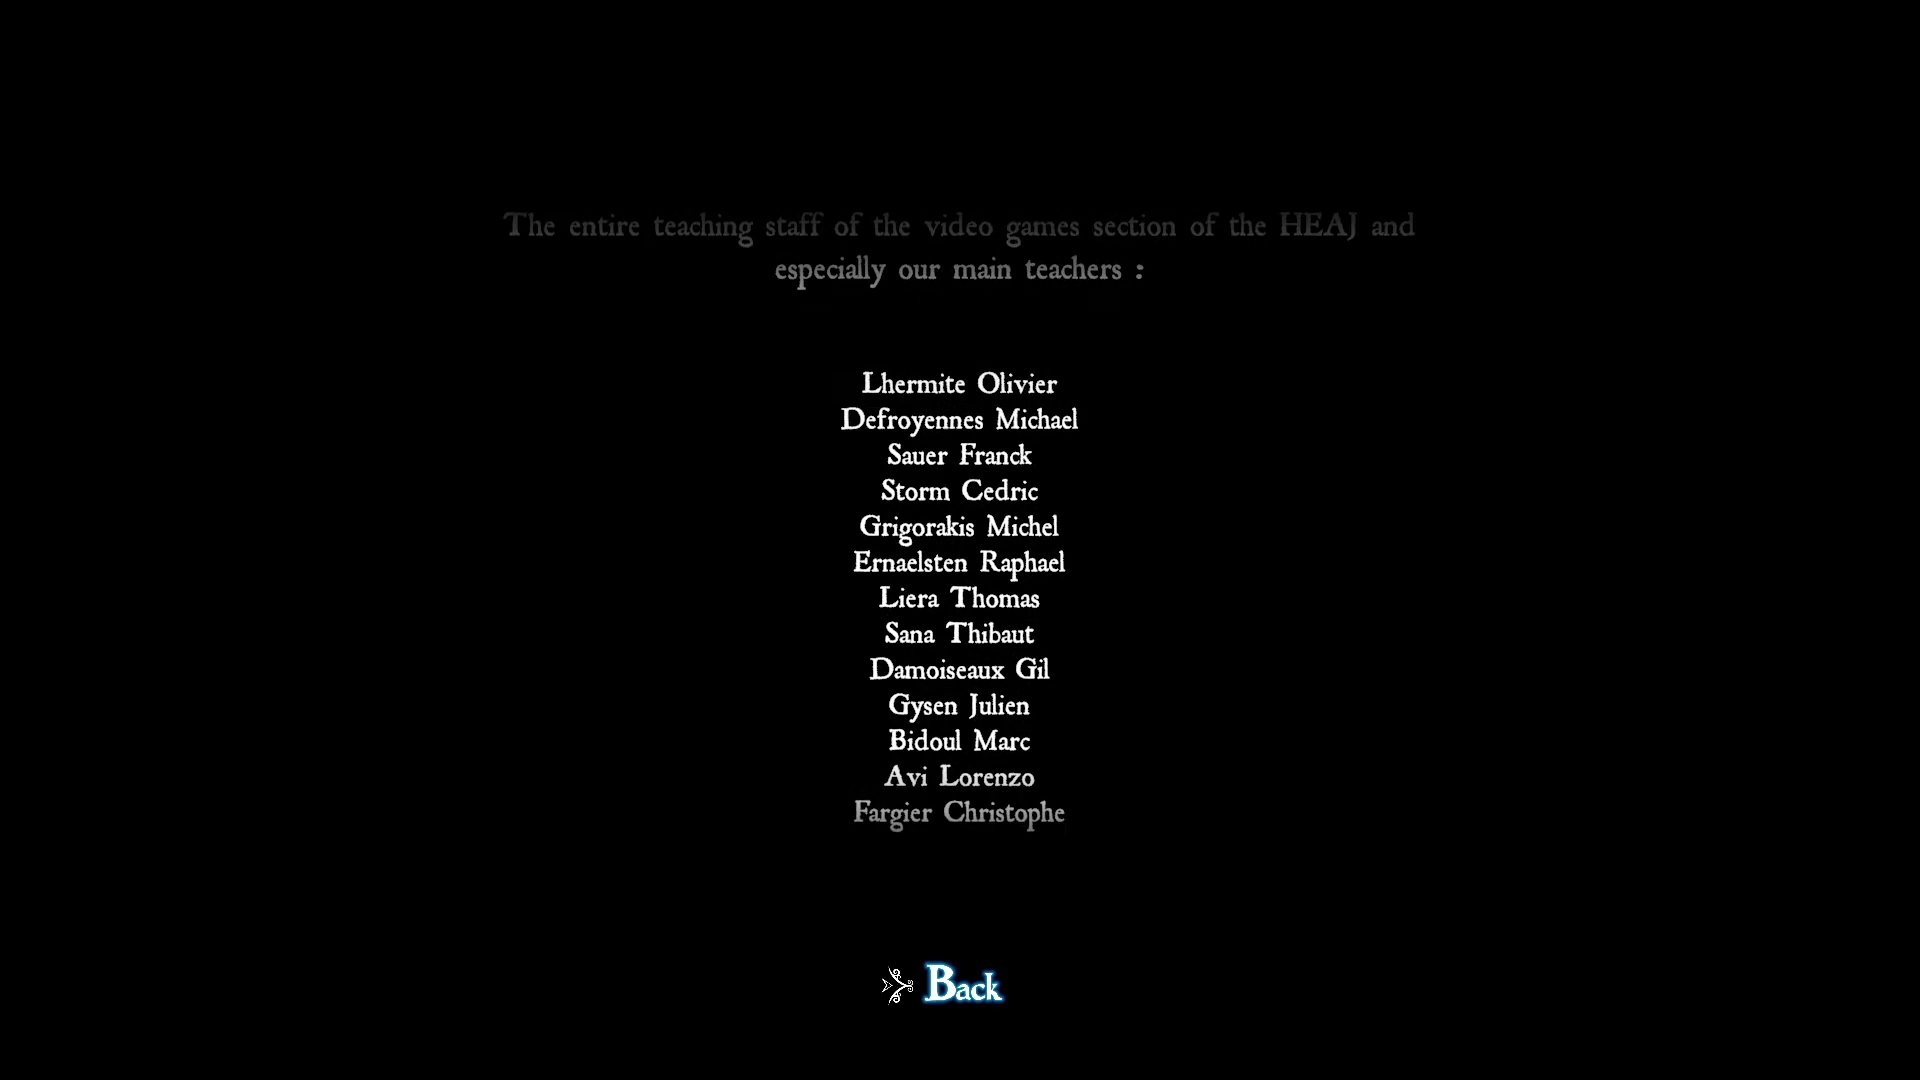 The entire teaching staff of the video games section of the HEAJ and
especially our main teachers :
Lhermite Olivier
Defroyennes Michael
Sauer Franck
Storm Cedric
Grigorakis Michel
Ernaelsten Raphael
Liera Thomas
Sana Thibaut
Damoiseaux Gil
Gysen Julien
Bidoul Marc
Avi Lorenzo
Fargier Christophe
Back